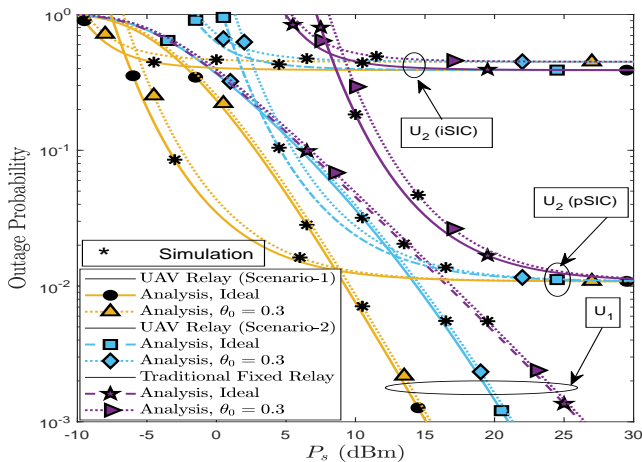 Outage Probability
10^0
10^-1
10^-2
10^-3
U_2 (iSIC)
U_2 (pSIC)
U_1
* Simulation
UAV Relay (Scenario-1)
Analysis, Ideal
Analysis, θ_0 = 0.3
UAV Relay (Scenario-2)
Analysis, Ideal
Analysis, θ_0 = 0.3
Traditional Fixed Relay
Analysis, Ideal
Analysis, θ_0 = 0.3
-10 -5 0 5 10 15 20 25 30
P_s (dBm)